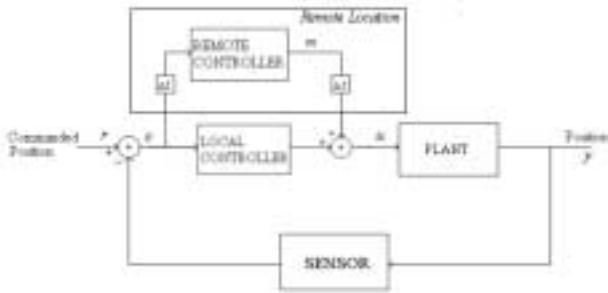 Remote Location
REMOTE
CONTROLLER
m
Δt
Δt
Commanded
Position
r
e
LOCAL
CONTROLLER
u
PLANT
Position
y
SENSOR